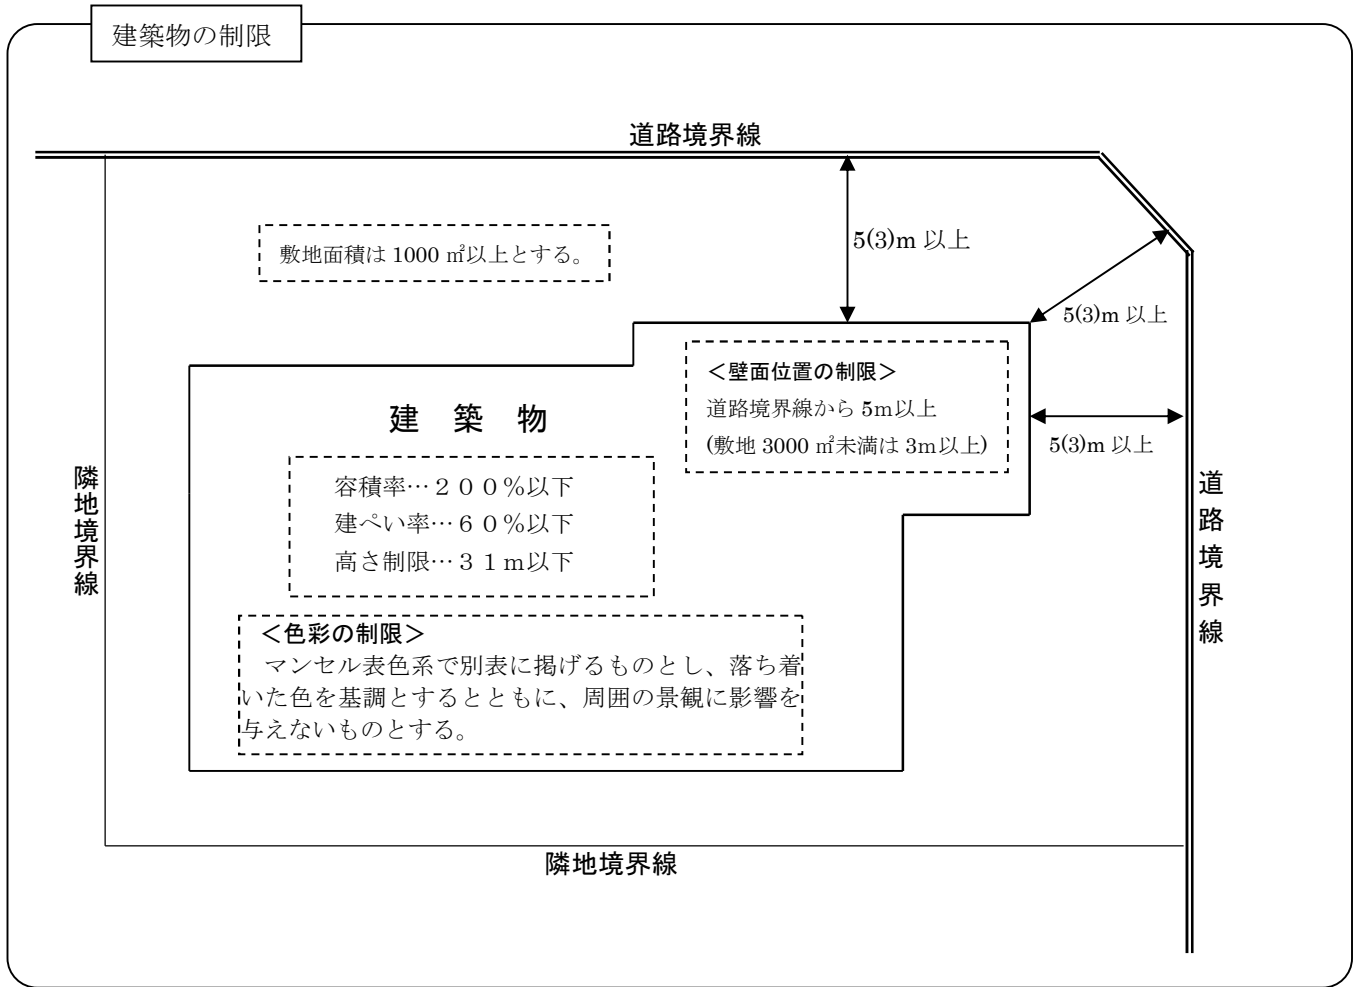 建築物の制限
道路境界線
敷地面積は 1000 ㎡以上とする。
5(3)m 以上
5(3)m 以上
<壁面位置の制限>
道路境界線から 5m以上
(敷地 3000 ㎡未満は 3m以上)
5(3)m 以上
建 築 物
容積率…２００%以下
建ぺい率…６０%以下
高さ制限…３１m以下
隣地境界線
道路境界線
＜色彩の制限＞
マンセル表色系で別表に掲げるものとし、落ち着
いた色を基調とするとともに、周囲の景観に影響を
与えないものとする。
隣地境界線